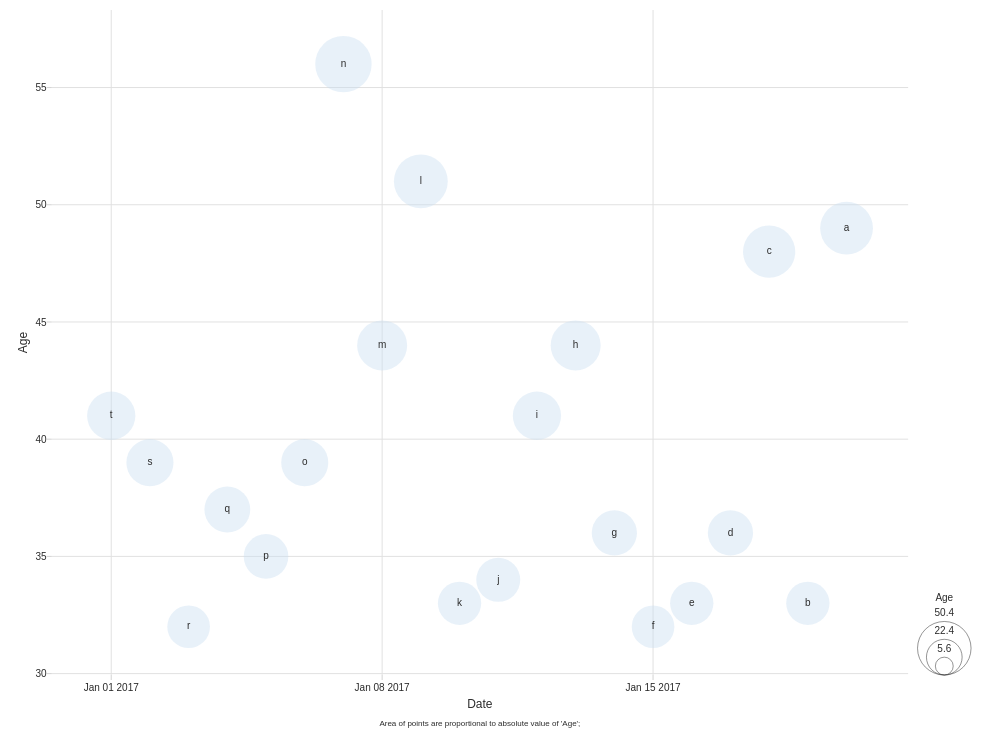 n
55
l
50
a
c
45
m
h
Age
t
i
40
s
o
q
g
d
35
p
j
k
e
b
r
f
Age
50.4
22.4
5.6
30
Jan 01 2017
Jan 08 2017
Jan 15 2017
Date
Area of points are proportional to absolute value of 'Age';